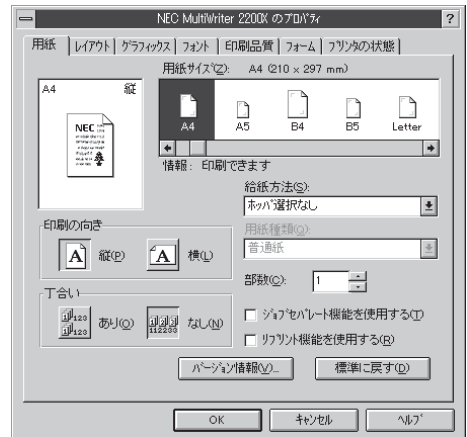 NEC MultiWriter 2200X のプロパティ
?
用紙 レイアウト グラフィックス フォント 印刷品質 フォーム プリンタの状態
用紙サイズ(Z): A4 (210 x 297 mm)
A4 縦
NEC
A4 A5 B4 B5 Letter
情報: 印刷できます
給紙方法(S):
ホッパ選択なし
印刷の向き
用紙種類(Q):
普通紙
A 縦(P) A 横(L)
部数(C): 1
丁合い
123 123 あり(O) 112233 なし(N)
ジョブセパレート機能を使用する(T)
リプリント機能を使用する(R)
バージョン情報(V)... 標準に戻す(D)
OK キャンセル ヘルプ